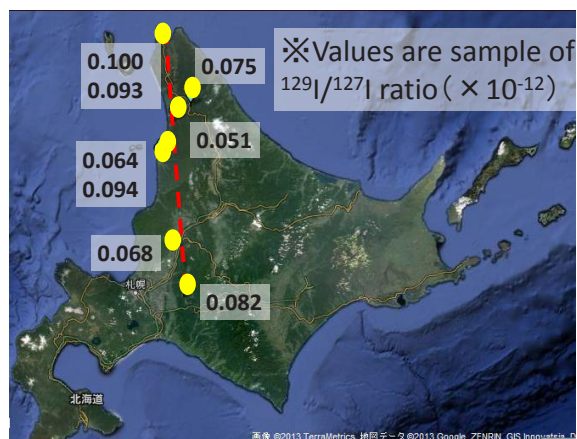 ※Values are sample of
¹²⁹I/¹²⁷I ratio（×10⁻¹²）
0.100
0.093
0.075
0.051
0.064
0.094
0.068
札幌
0.082
北海道
画像 ©2013 TerraMetrics, 地図データ ©2013 Google, ZENRIN, GIS Innovatsia, D